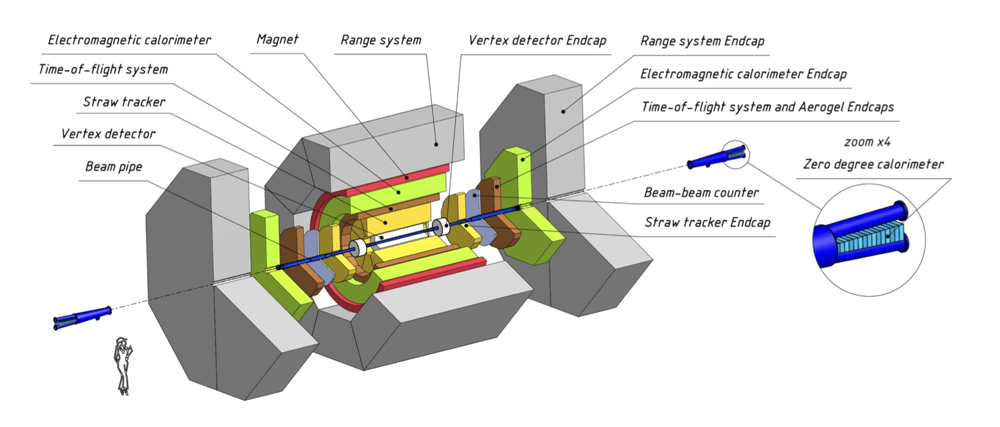 Electromagnetic calorimeter
Magnet
Range system
Vertex detector Endcap
Range system Endcap
Time-of-flight system
Electromagnetic calorimeter Endcap
Straw tracker
Time-of-flight system and Aerogel Endcaps
Vertex detector
zoom x4
Beam pipe
Zero degree calorimeter
Beam-beam counter
Straw tracker Endcap